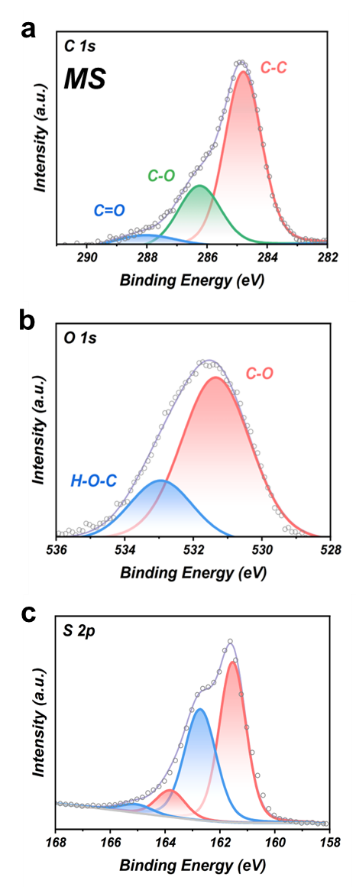 a
C 1s
MS
C-C
C-O
C=O
Intensity (a.u.)
290 288 286 284 282
Binding Energy (eV)
b
O 1s
C-O
H-O-C
Intensity (a.u.)
536 534 532 530 528
Binding Energy (eV)
c
S 2p
Intensity (a.u.)
168 166 164 162 160 158
Binding Energy (eV)